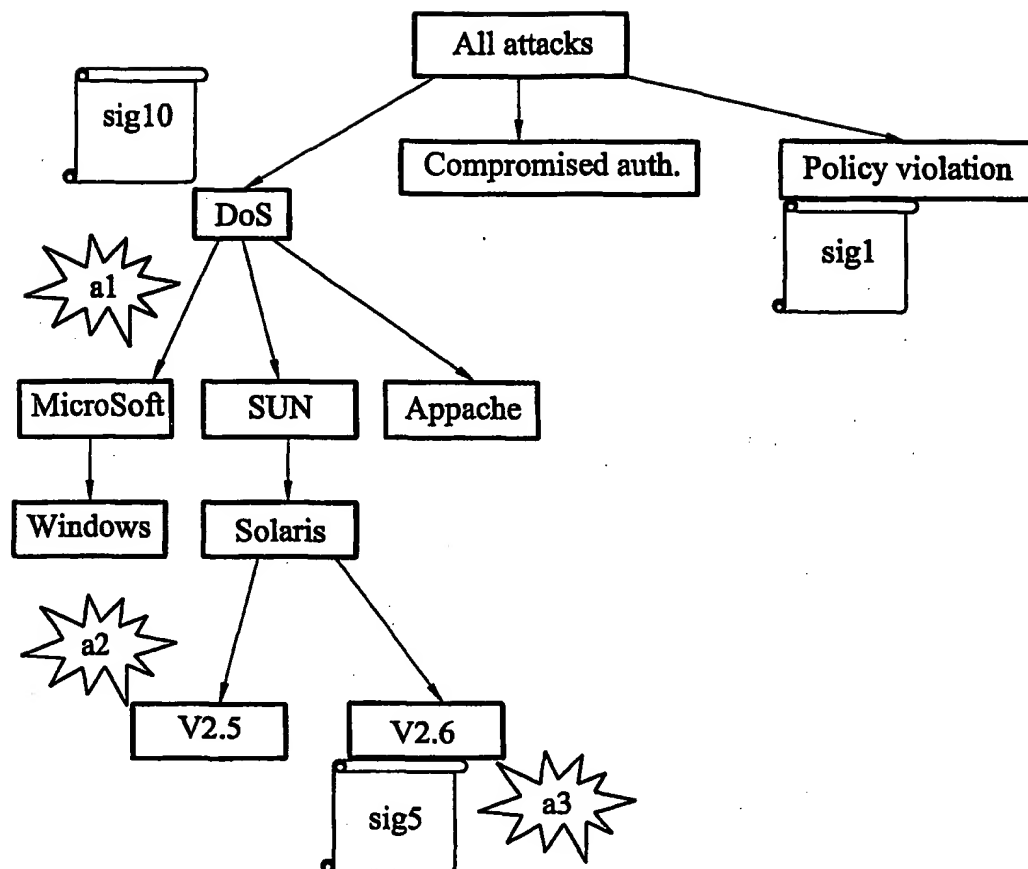 All attacks
sig10
Compromised auth.
Policy violation
DoS
sig1
a1
MicroSoft
SUN
Appache
Windows
Solaris
a2
V2.5
V2.6
sig5
a3